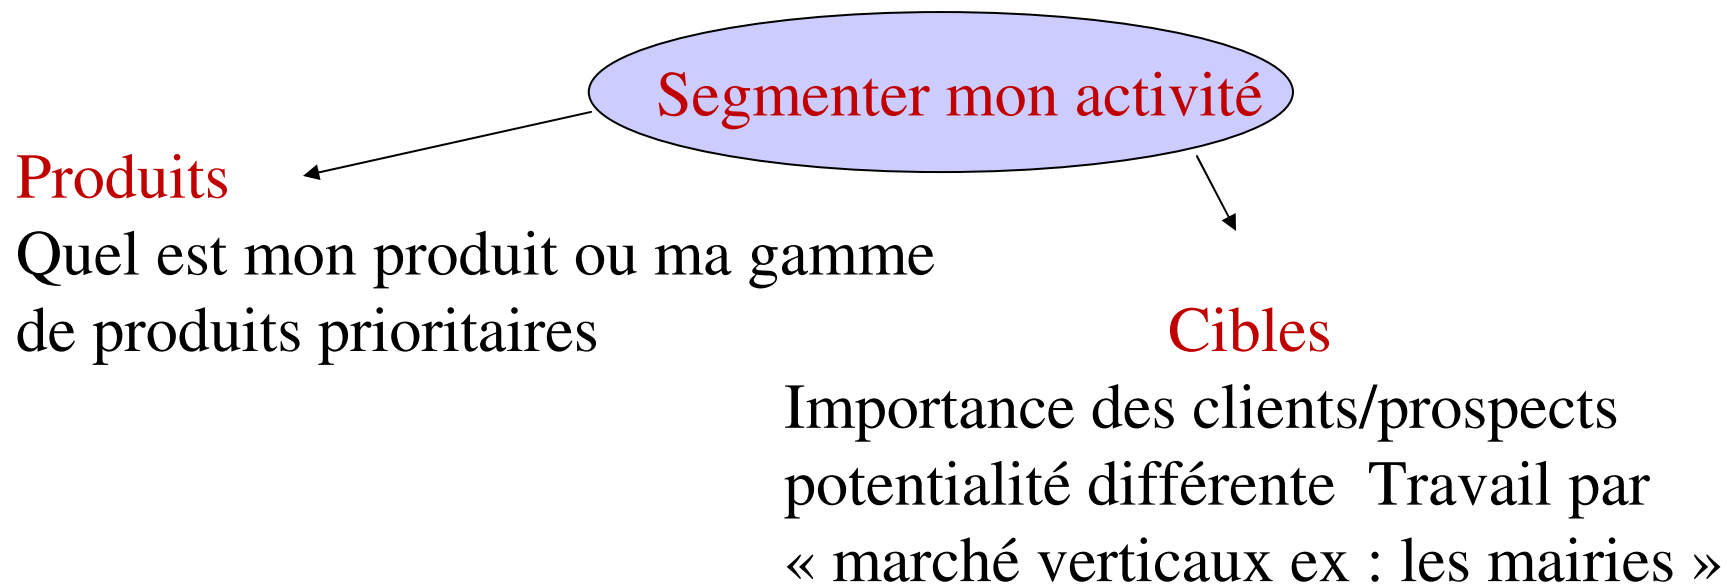 Segmenter mon activité
Produits
Quel est mon produit ou ma gamme
de produits prioritaires
Cibles
Importance des clients/prospects
potentialité différente  Travail par
« marché verticaux ex : les mairies »